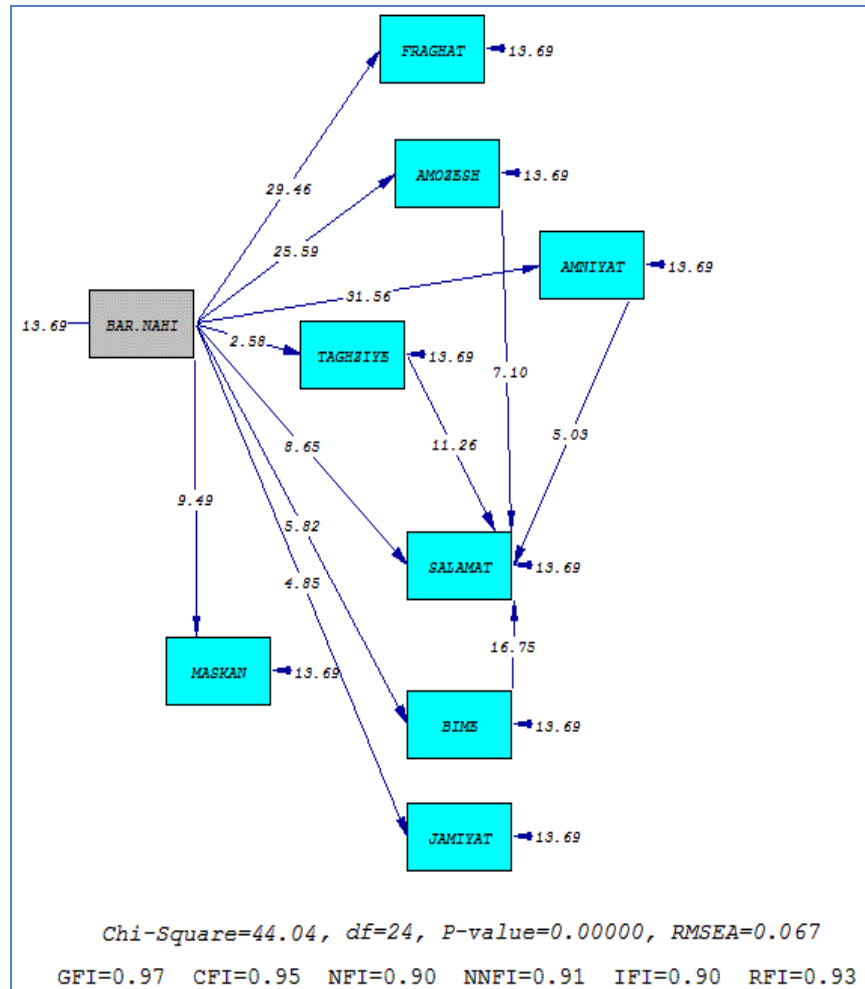 FRAGHAT
13.69
29.46
AMOZESH
13.69
25.59
AMNIYAT
13.69
31.56
13.69
BAR.NAHI
2.58
TAGHZIYE
13.69
7.10
11.26
5.03
8.65
9.49
5.82
4.85
SALAMAT
13.69
16.75
MASKAN
13.69
BIME
13.69
JAMIYAT
13.69
Chi-Square=44.04, df=24, P-value=0.00000, RMSEA=0.067
GFI=0.97 CFI=0.95 NFI=0.90 NNFI=0.91 IFI=0.90 RFI=0.93